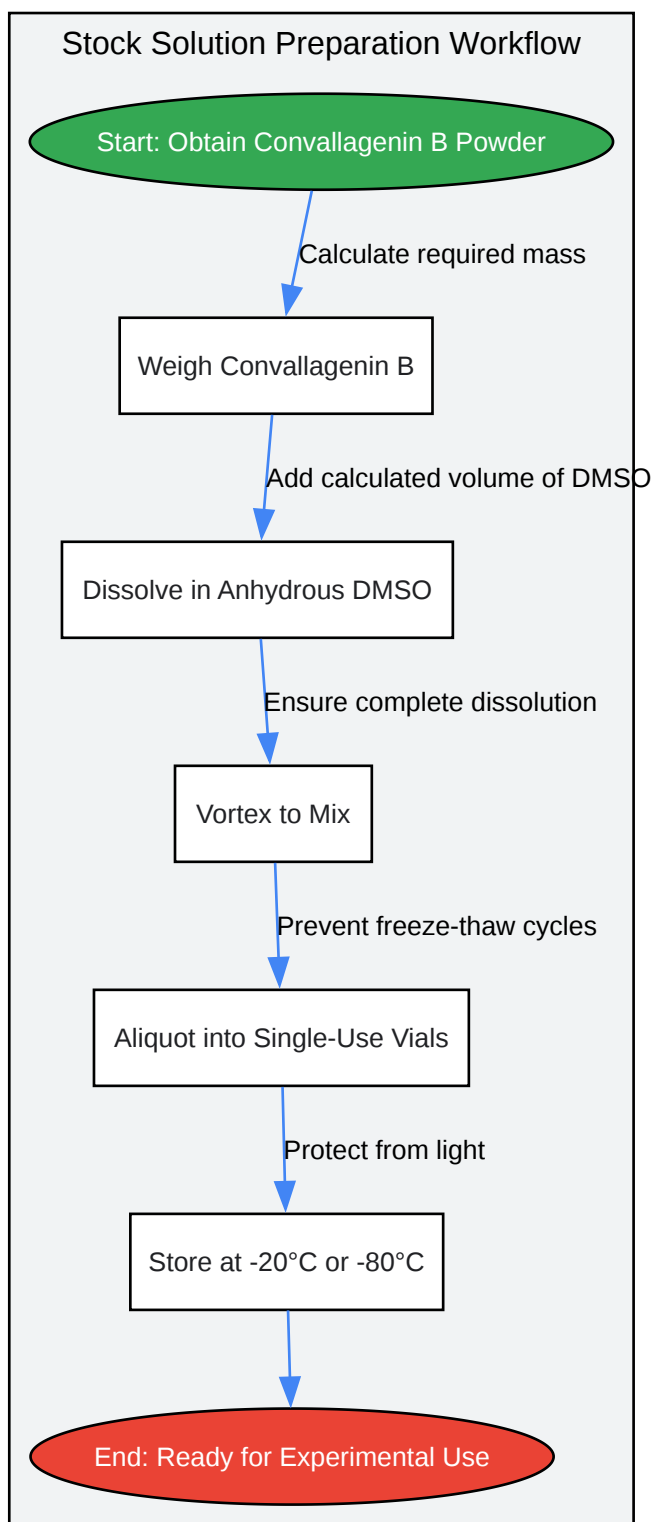 Stock Solution Preparation Workflow
Start: Obtain Convallagenin B Powder
Calculate required mass
Weigh Convallagenin B
Add calculated volume of DMSO
Dissolve in Anhydrous DMSO
Ensure complete dissolution
Vortex to Mix
Prevent freeze-thaw cycles
Aliquot into Single-Use Vials
Protect from light
Store at -20°C or -80°C
End: Ready for Experimental Use